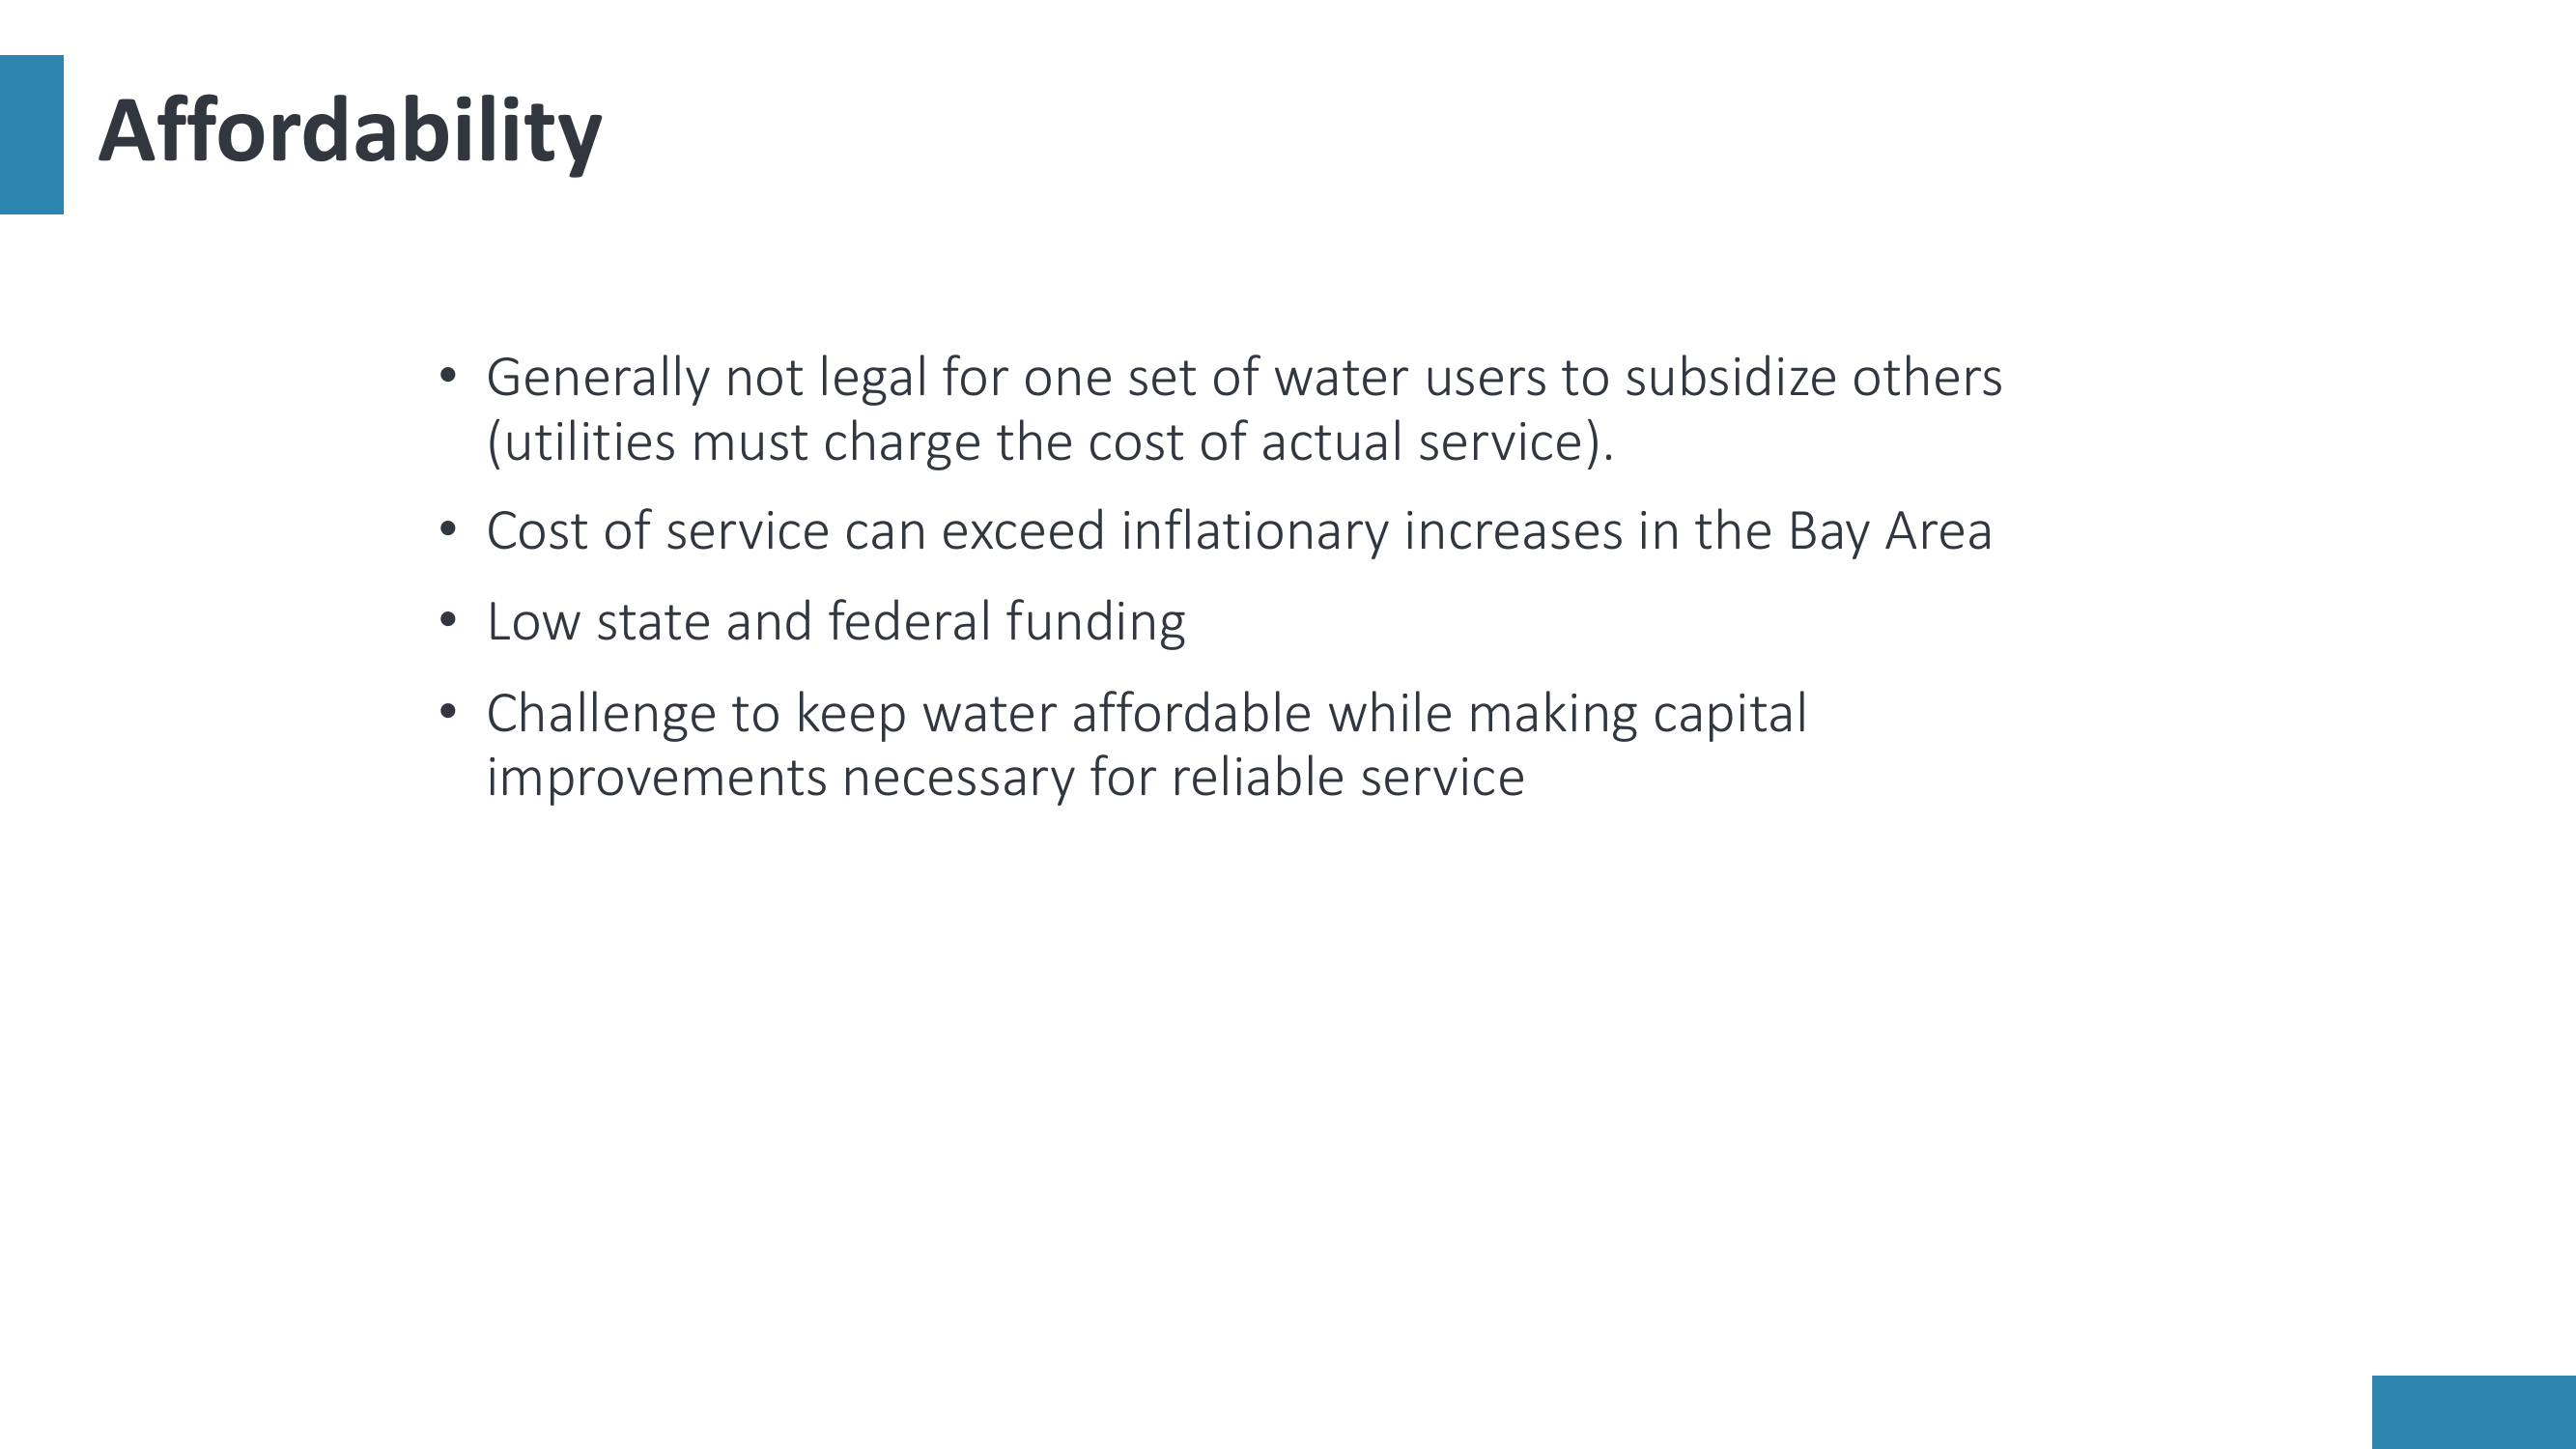 Affordability
• Generally not legal for one set of water users to subsidize others
(utilities must charge the cost of actual service).
• Cost of service can exceed inflationary increases in the Bay Area
• Low state and federal funding
• Challenge to keep water affordable while making capital
improvements necessary for reliable service